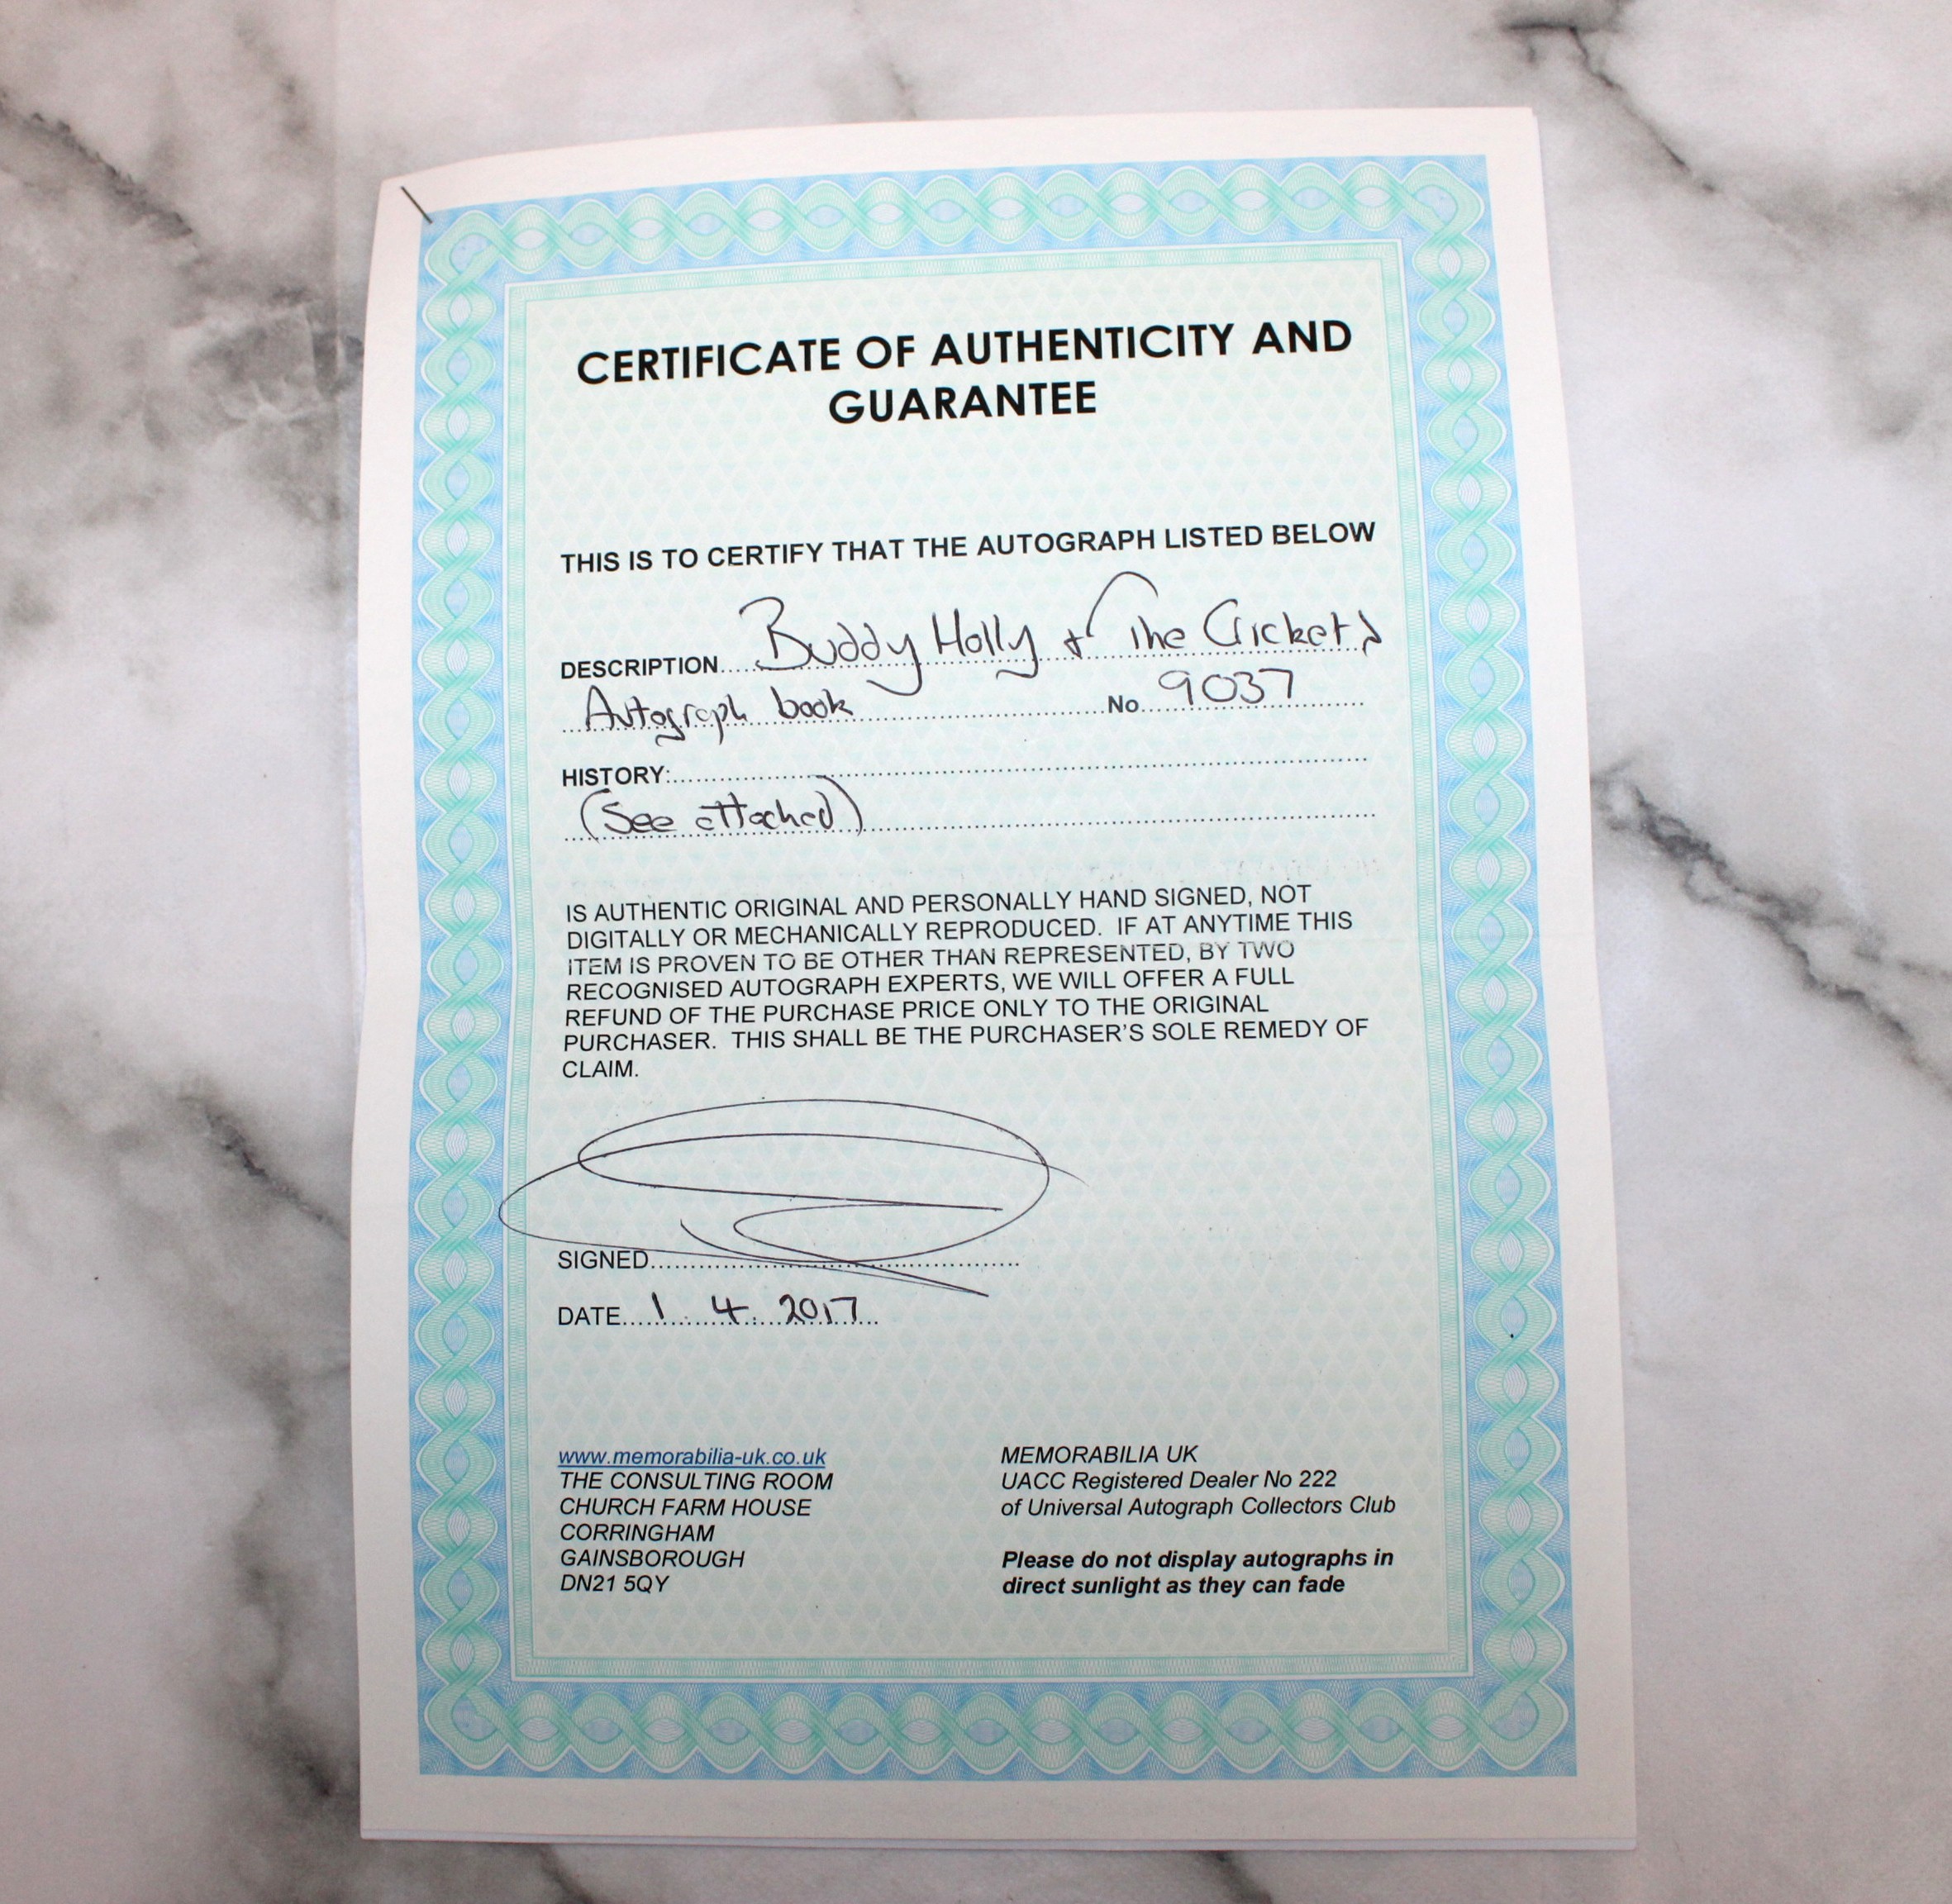 CERTIFICATE OF AUTHENTICITY AND
GUARANTEE
THIS IS TO CERTIFY THAT THE AUTOGRAPH LISTED BELOW
DESCRIPTION.... Buddy Holly & The Crickets
Autograph book No 9037
HISTORY:
(See attached)
IS AUTHENTIC ORIGINAL AND PERSONALLY HAND SIGNED, NOT
DIGITALLY OR MECHANICALLY REPRODUCED. IF AT ANYTIME THIS
ITEM IS PROVEN TO BE OTHER THAN REPRESENTED, BY TWO
RECOGNISED AUTOGRAPH EXPERTS, WE WILL OFFER A FULL
REFUND OF THE PURCHASE PRICE ONLY TO THE ORIGINAL
PURCHASER. THIS SHALL BE THE PURCHASER'S SOLE REMEDY OF
CLAIM.
SIGNED
DATE 1.4.2017
www.memorabilia-uk.co.uk
THE CONSULTING ROOM
CHURCH FARM HOUSE
CORRINGHAM
GAINSBOROUGH
DN21 5QY
MEMORABILIA UK
UACC Registered Dealer No 222
of Universal Autograph Collectors Club
Please do not display autographs in
direct sunlight as they can fade